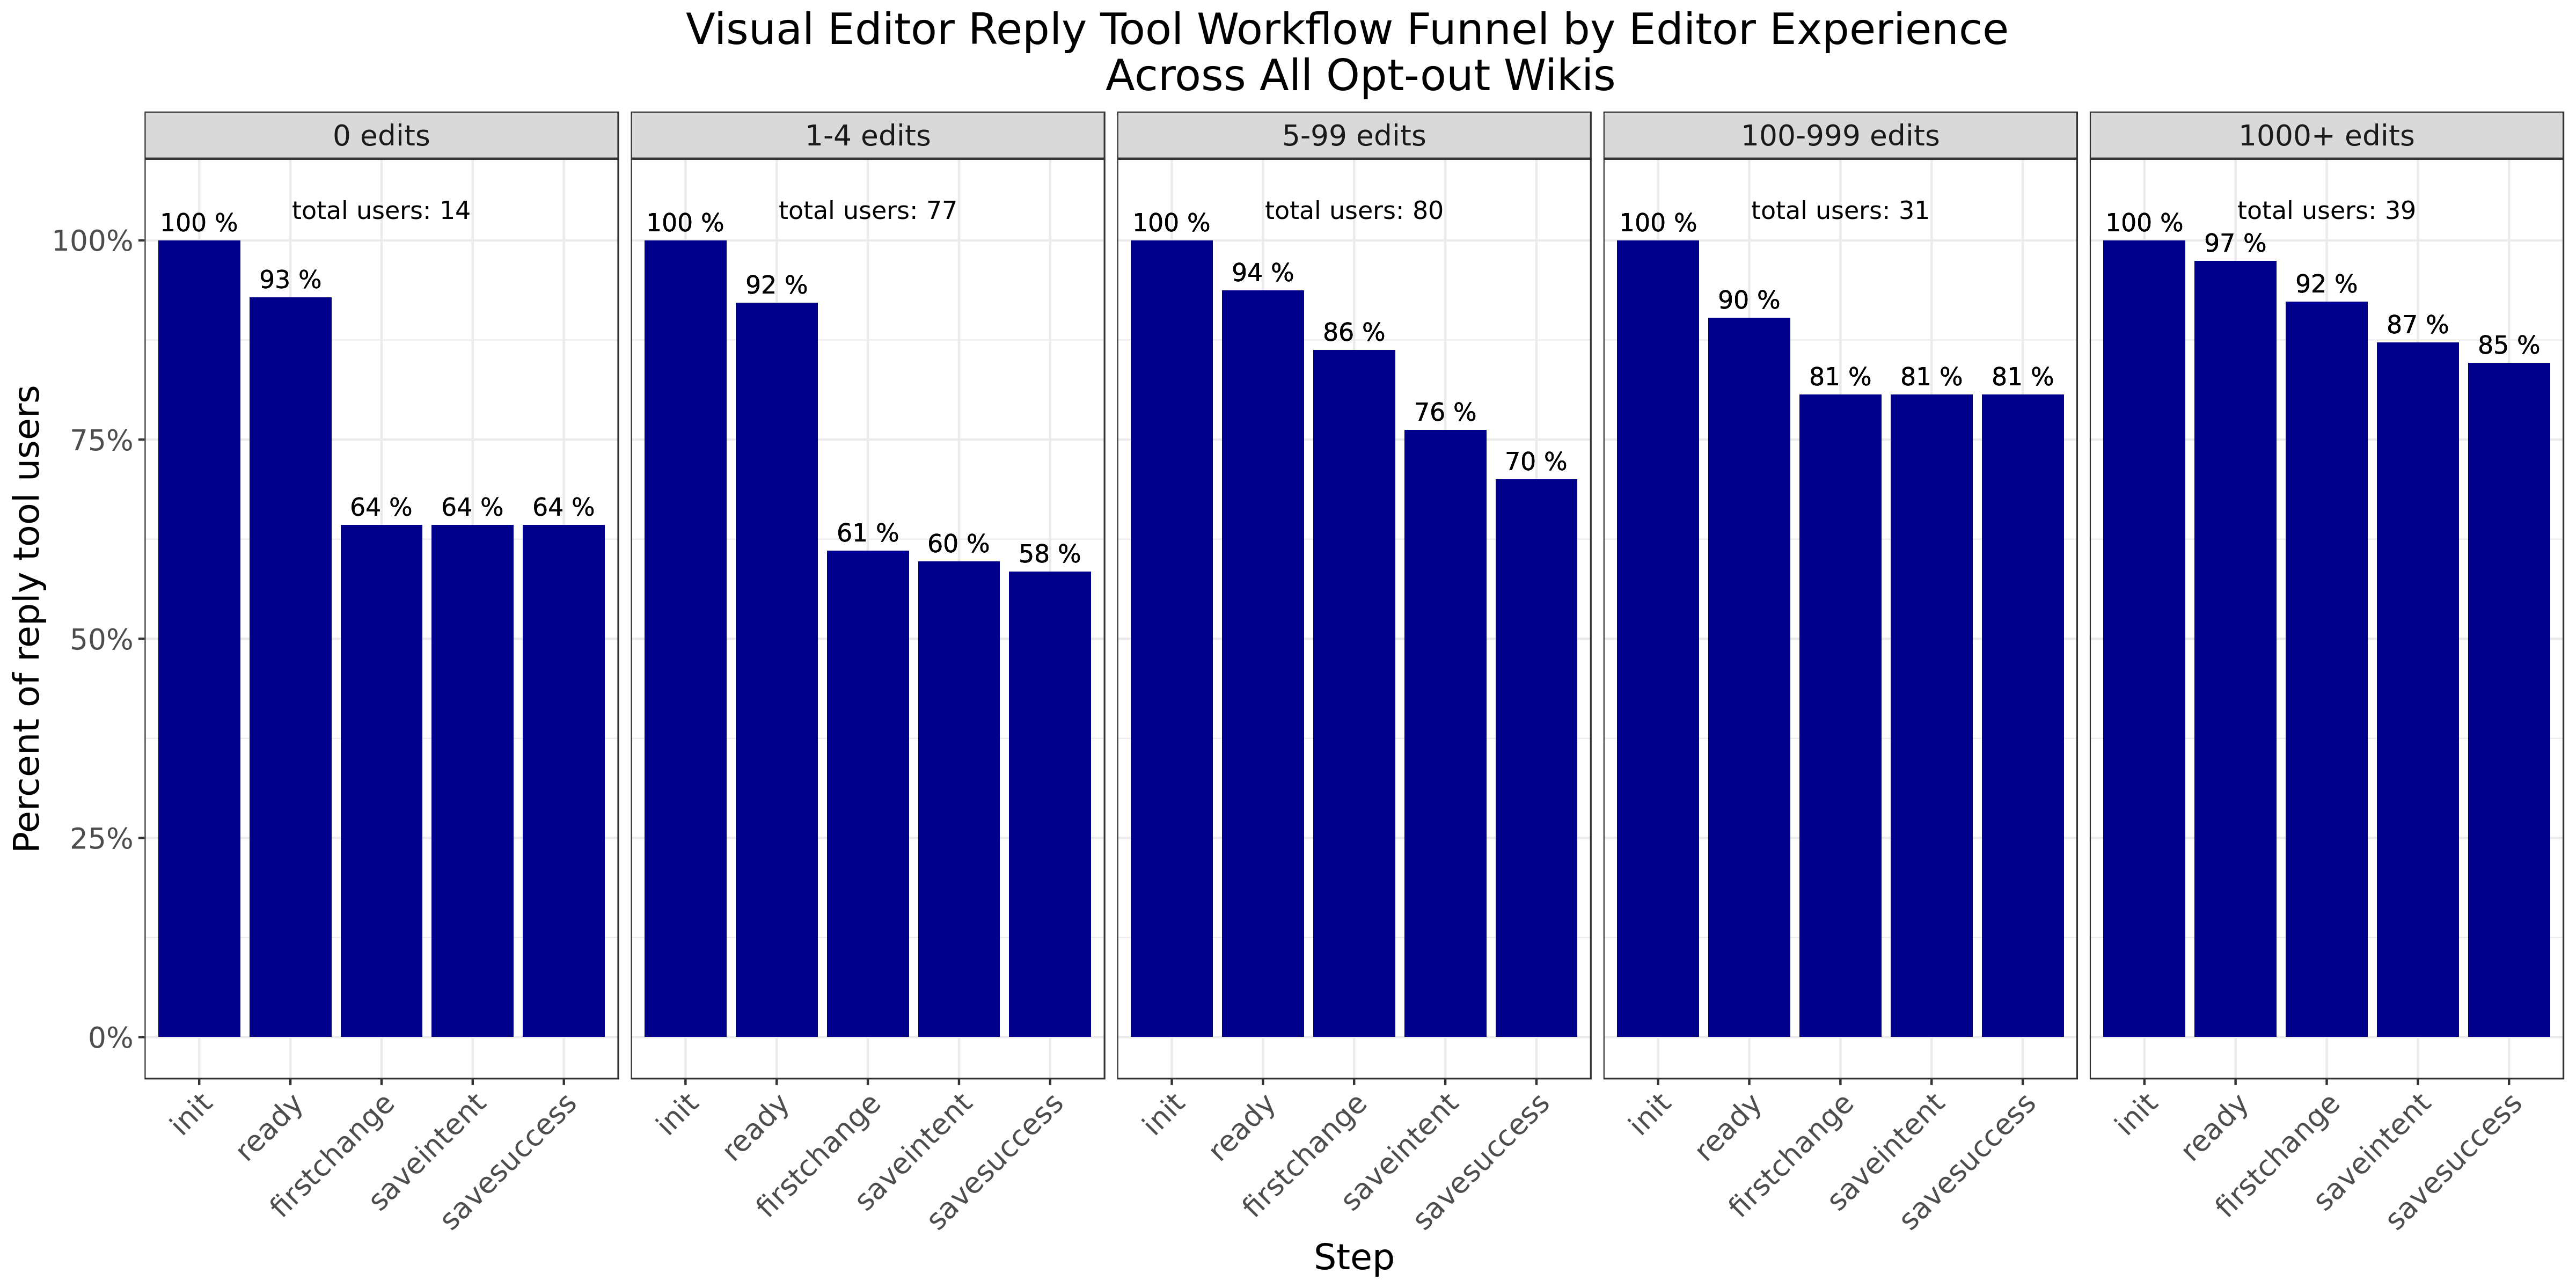 Visual Editor Reply Tool Workflow Funnel by Editor Experience
Across All Opt-out Wikis
Percent of reply tool users
100%
75%
50%
25%
0%
0 edits
total users: 14
100 %
93 %
64 %
64 %
64 %
init
ready
firstchange
saveintent
savesuccess
1-4 edits
total users: 77
100 %
92 %
61 %
60 %
58 %
init
ready
firstchange
saveintent
savesuccess
5-99 edits
total users: 80
100 %
94 %
86 %
76 %
70 %
init
ready
firstchange
saveintent
savesuccess
100-999 edits
total users: 31
100 %
90 %
81 %
81 %
81 %
init
ready
firstchange
saveintent
savesuccess
1000+ edits
total users: 39
100 %
97 %
92 %
87 %
85 %
init
ready
firstchange
saveintent
savesuccess
Step